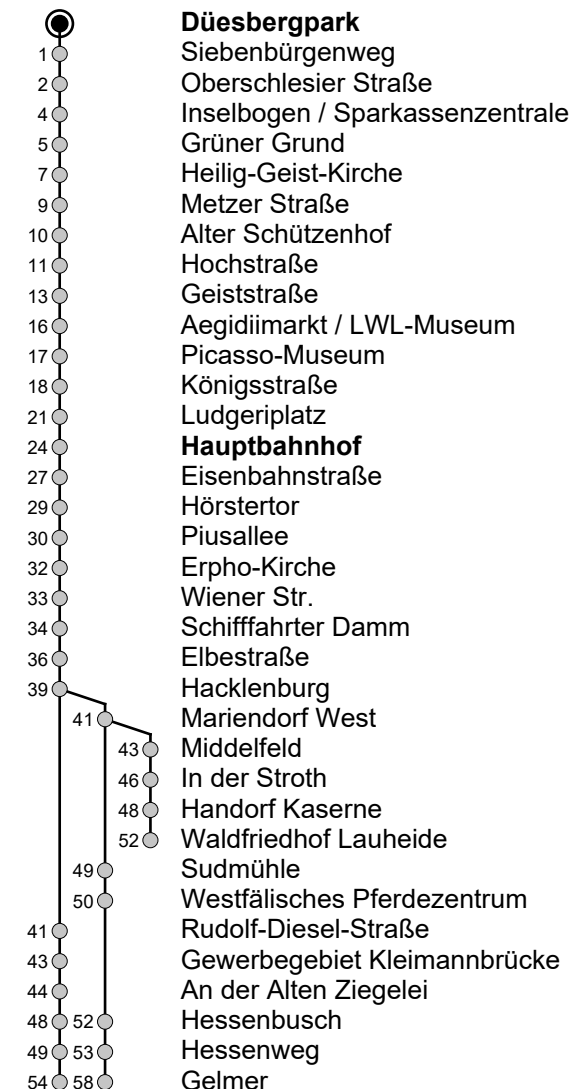 Düesbergpark
1 Siebenbürgenweg
2 Oberschlesier Straße
4 Inselbogen / Sparkassenzentrale
5 Grüner Grund
7 Heilig-Geist-Kirche
9 Metzer Straße
10 Alter Schützenhof
11 Hochstraße
13 Geiststraße
16 Aegidiimarkt / LWL-Museum
17 Picasso-Museum
18 Königsstraße
21 Ludgeriplatz
24 Hauptbahnhof
27 Eisenbahnstraße
29 Hörstertor
30 Piusallee
32 Erpho-Kirche
33 Wiener Str.
34 Schifffahrter Damm
36 Elbestraße
39 Hacklenburg
41 Mariendorf West
43 Middelfeld
46 In der Stroth
48 Handorf Kaserne
52 Waldfriedhof Lauheide
49 Sudmühle
50 Westfälisches Pferdezentrum
41 Rudolf-Diesel-Straße
43 Gewerbegebiet Kleimannbrücke
44 An der Alten Ziegelei
48 52 Hessenbusch
49 53 Hessenweg
54 58 Gelmer